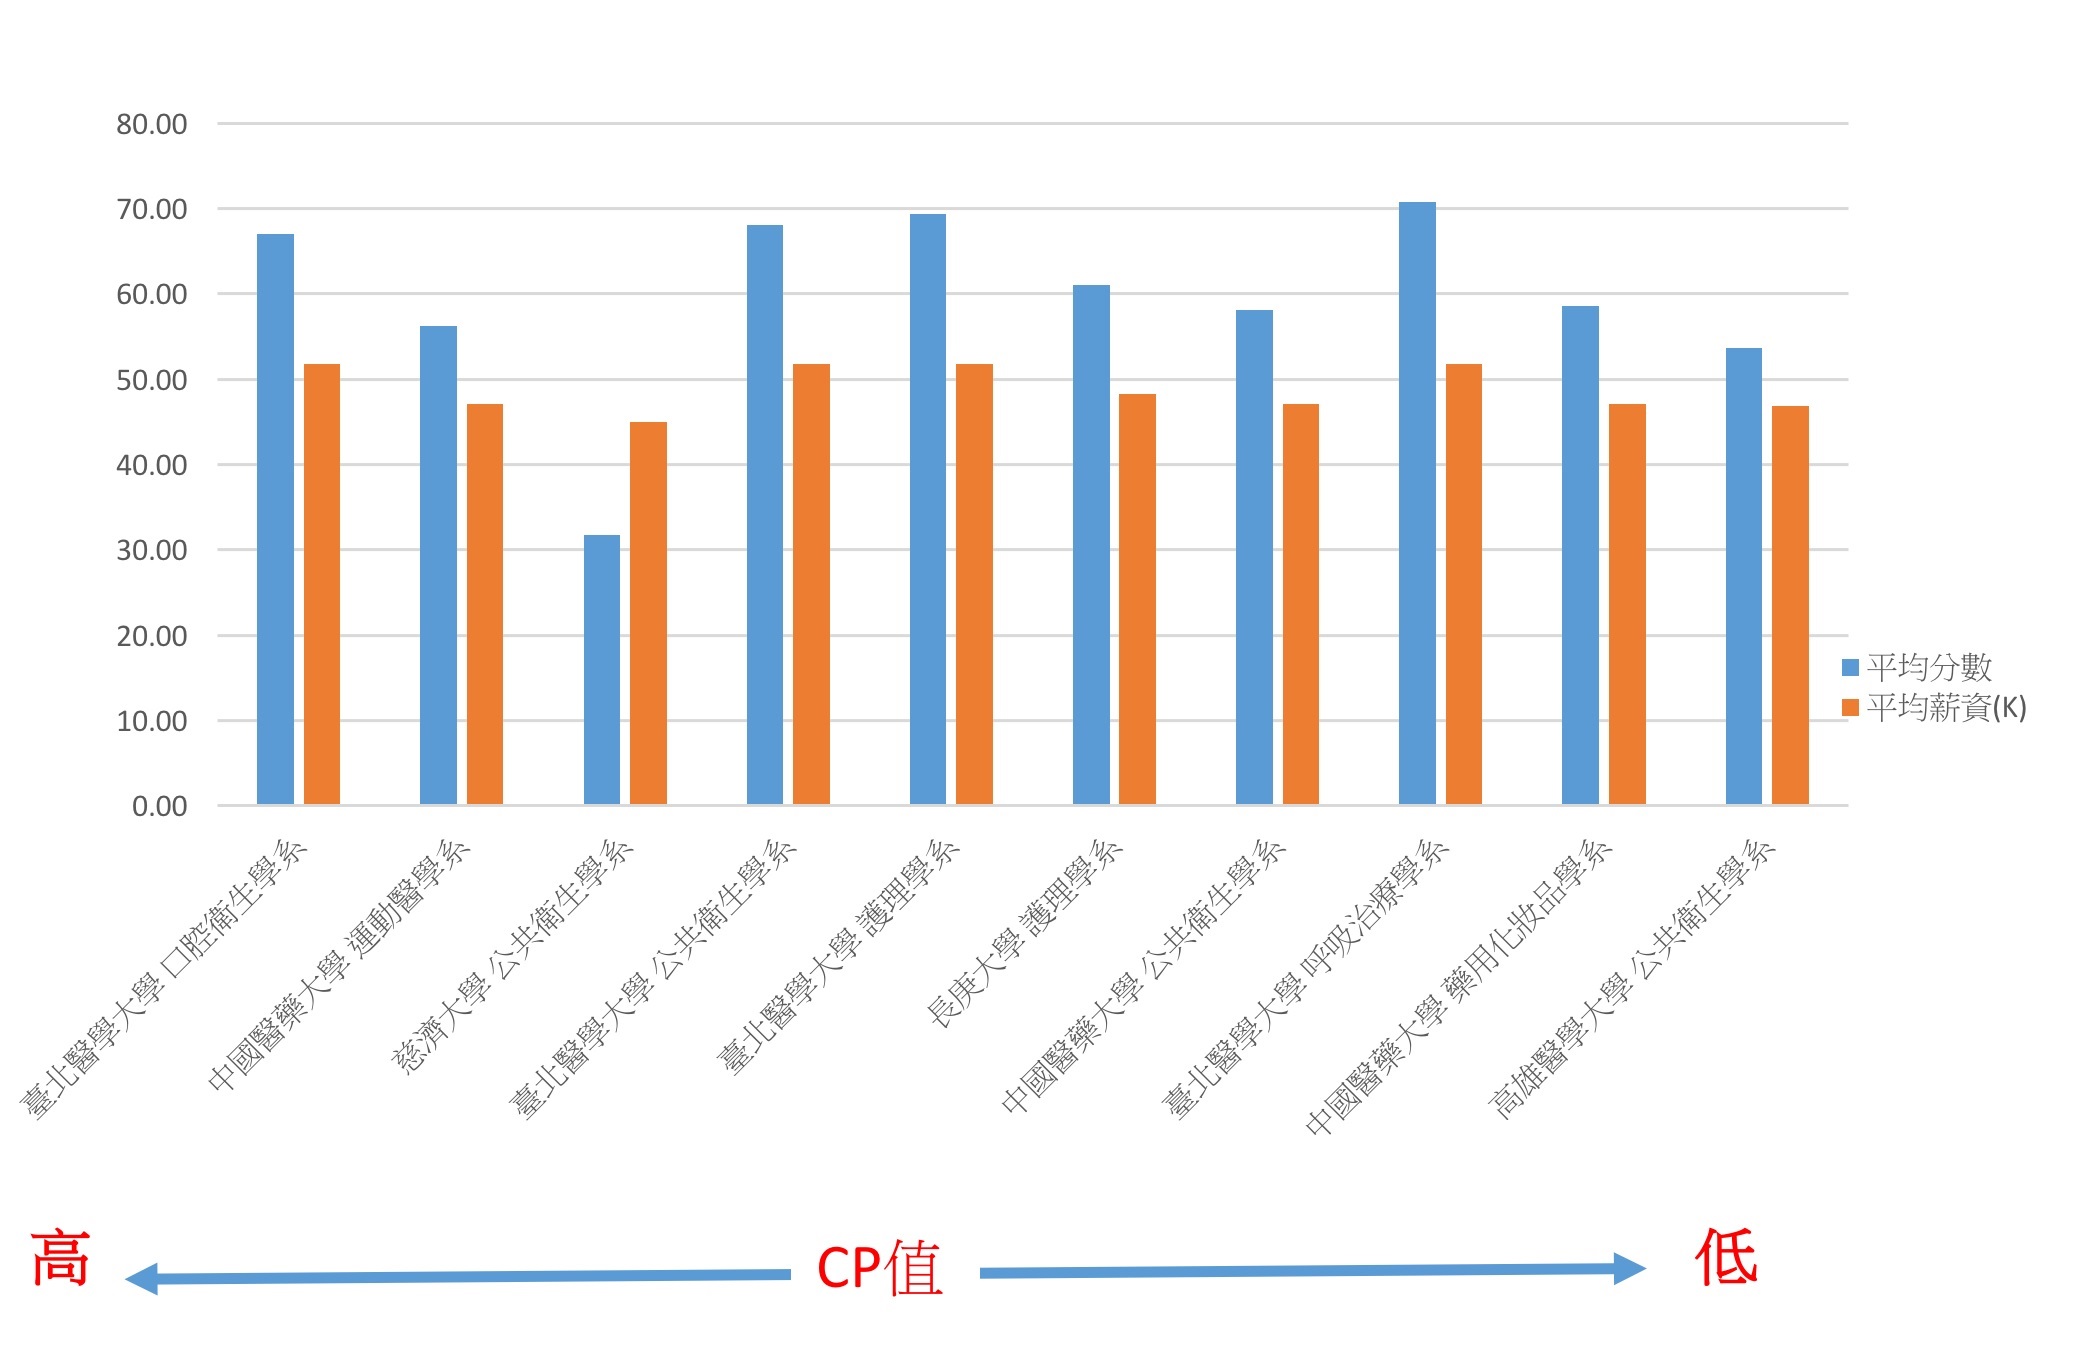 80.00
70.00
60.00
50.00
40.00
30.00
20.00
10.00
0.00
平均分數
平均薪資(K)
臺北醫學大學 口腔衛生學系
中國醫藥大學 運動醫學系
慈濟大學 公共衛生學系
臺北醫學大學 公共衛生學系
臺北醫學大學 護理學系
長庚大學 護理學系
中國醫藥大學 公共衛生學系
臺北醫學大學 呼吸治療學系
中國醫藥大學 藥用化妝品學系
高雄醫學大學 公共衛生學系
高 CP值 低